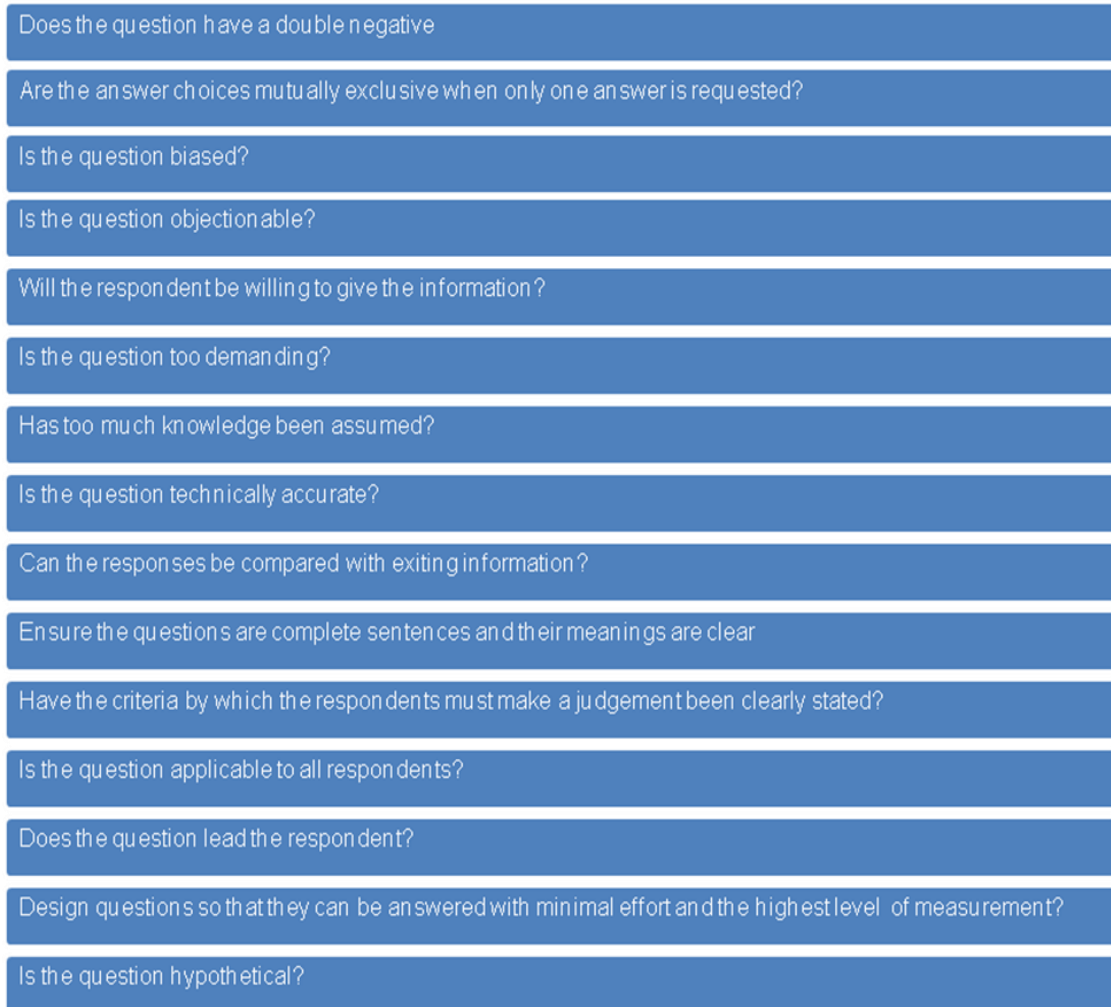 Does the question have a double negative
Are the answer choices mutually exclusive when only one answer is requested?
Is the question biased?
Is the question objectionable?
Will the respondent be willing to give the information?
Is the question too demanding?
Has too much knowledge been assumed?
Is the question technically accurate?
Can the responses be compared with exiting information?
Ensure the questions are complete sentences and their meanings are clear
Have the criteria by which the respondents must make a judgement been clearly stated?
Is the question applicable to all respondents?
Does the question lead the respondent?
Design questions so that they can be answered with minimal effort and the highest level of measurement?
Is the question hypothetical?